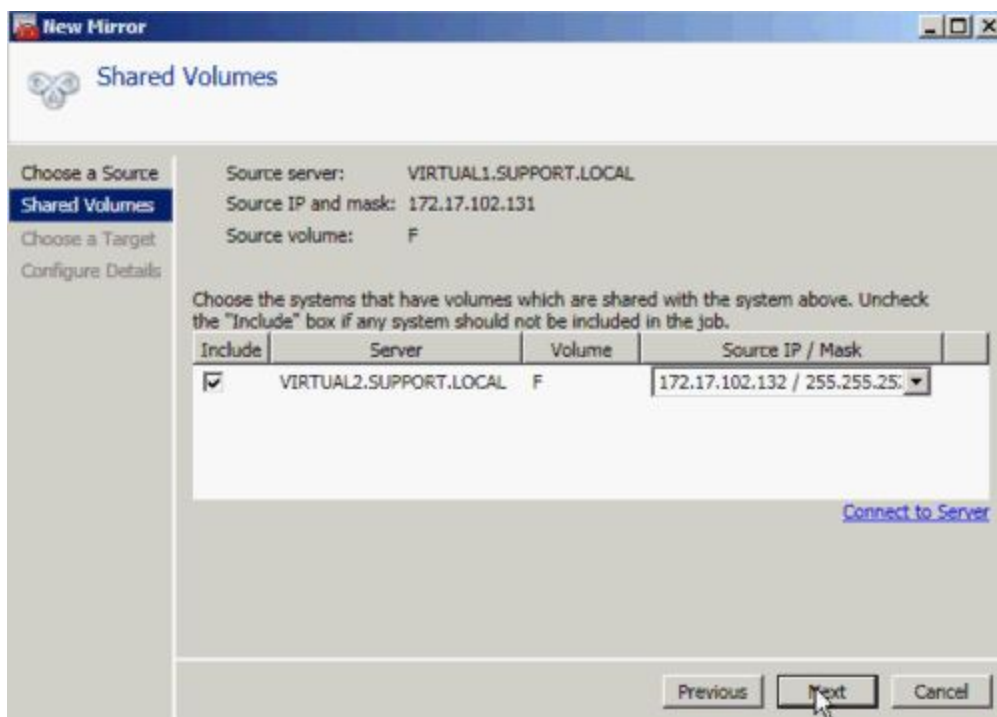 New Mirror
Shared Volumes
Choose a Source
Shared Volumes
Choose a Target
Configure Details
Source server: VIRTUAL1.SUPPORT.LOCAL
Source IP and mask: 172.17.102.131
Source volume: F
Choose the systems that have volumes which are shared with the system above. Uncheck
the "Include" box if any system should not be included in the job.
Include Server Volume Source IP / Mask
VIRTUAL2.SUPPORT.LOCAL F 172.17.102.132 / 255.255.25
Connect to Server
Previous Next Cancel